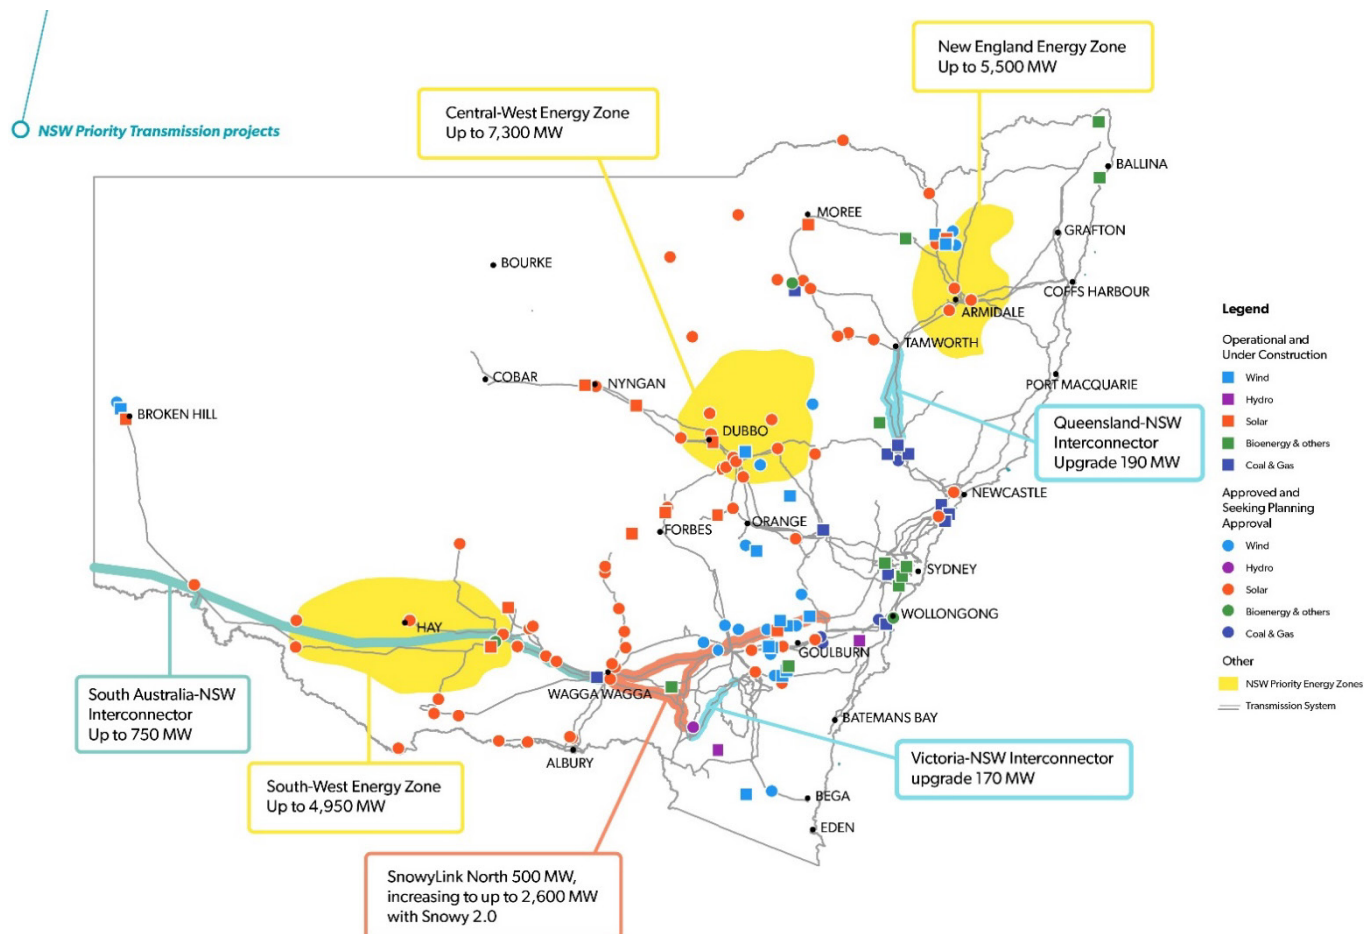 NSW Priority Transmission projects
New England Energy Zone
Up to 5,500 MW
Central-West Energy Zone
Up to 7,300 MW
BALLINA
MOREE
GRAFTON
BOURKE
COFFS HARBOUR
ARMIDALE
TAMWORTH
COBAR
NYNGAN
PORT MACQUARIE
BROKEN HILL
DUBBO
Queensland-NSW
Interconnector
Upgrade 190 MW
NEWCASTLE
FORBES
ORANGE
SYDNEY
WOLLONGONG
HAY
GOULBURN
WAGGA WAGGA
South Australia-NSW
Interconnector
Up to 750 MW
BATEMANS BAY
ALBURY
Victoria-NSW Interconnector
upgrade 170 MW
South-West Energy Zone
Up to 4,950 MW
BEGA
EDEN
SnowyLink North 500 MW,
increasing to up to 2,600 MW
with Snowy 2.0
Legend
Operational and
Under Construction
Wind
Hydro
Solar
Bioenergy & others
Coal & Gas
Approved and
Seeking Planning
Approval
Wind
Hydro
Solar
Bioenergy & others
Coal & Gas
Other
NSW Priority Energy Zones
Transmission System